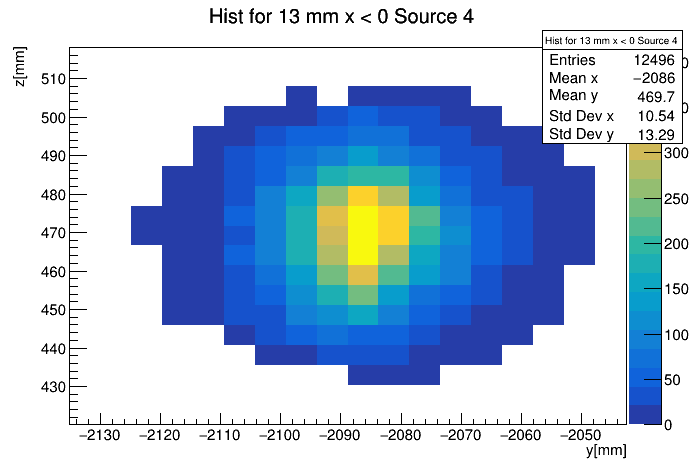 Hist for 13 mm x < 0 Source 4
z[mm]
Hist for 13 mm x < 0 Source 4
Entries 12496
Mean x −2086
Mean y 469.7
Std Dev x 10.54
Std Dev y 13.29
510
500
490
480
470
460
450
440
430
300
250
200
150
100
50
0
−2130 −2120 −2110 −2100 −2090 −2080 −2070 −2060 −2050
y[mm]